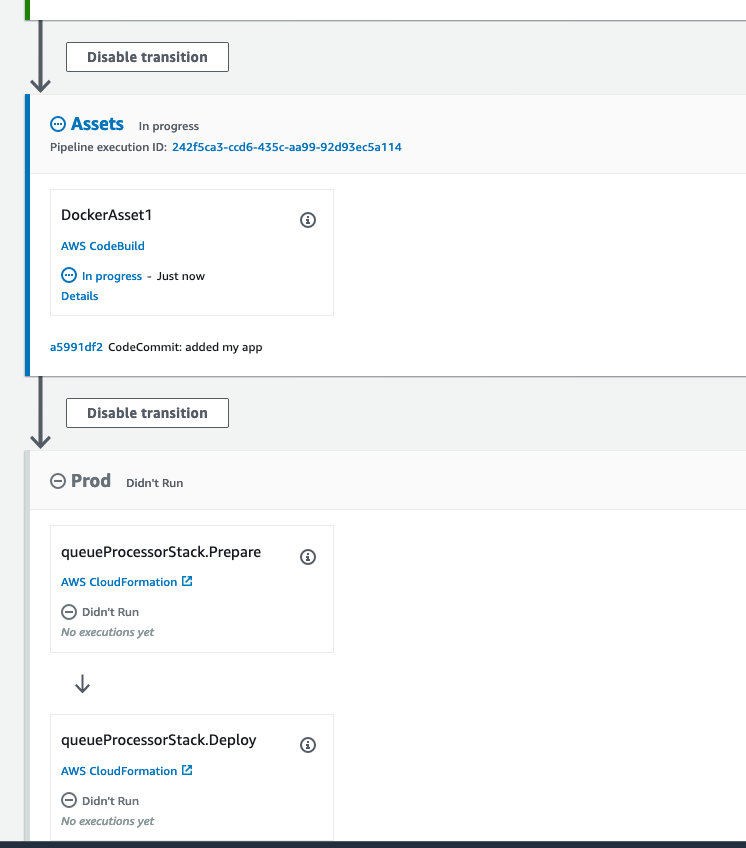 Disable transition
Assets In progress
Pipeline execution ID: 242f5ca3-ccd6-435c-aa99-92d93ec5a114
DockerAsset1
AWS CodeBuild
In progress - Just now
Details
a5991df2 CodeCommit: added my app
Disable transition
Prod Didn't Run
queueProcessorStack.Prepare
AWS CloudFormation
Didn't Run
No executions yet
queueProcessorStack.Deploy
AWS CloudFormation
Didn't Run
No executions yet